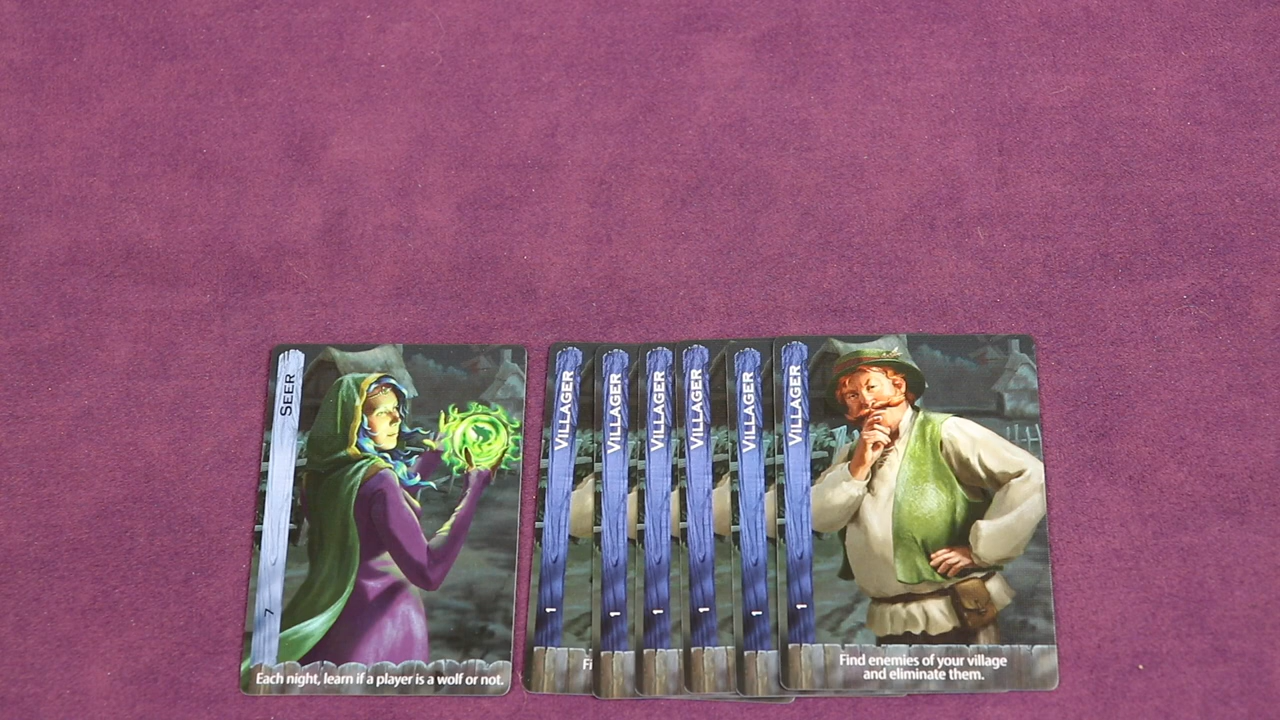 SEER
7
Each night, learn if a player is a wolf or not.
VILLAGER
1
Fi
VILLAGER
1
VILLAGER
1
VILLAGER
1
VILLAGER
1
VILLAGER
1
Find enemies of your village
and eliminate them.